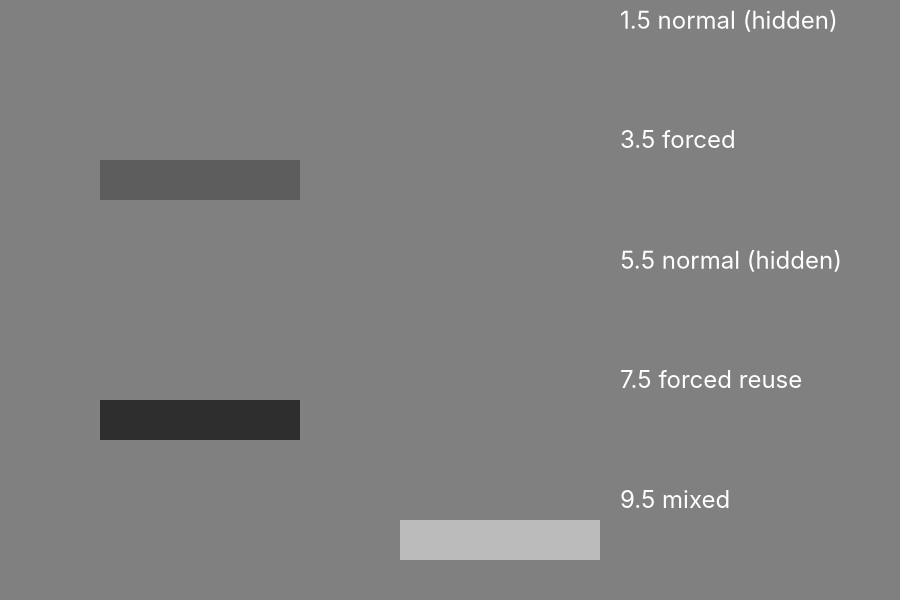 1.5 normal (hidden)
3.5 forced
5.5 normal (hidden)
7.5 forced reuse
9.5 mixed